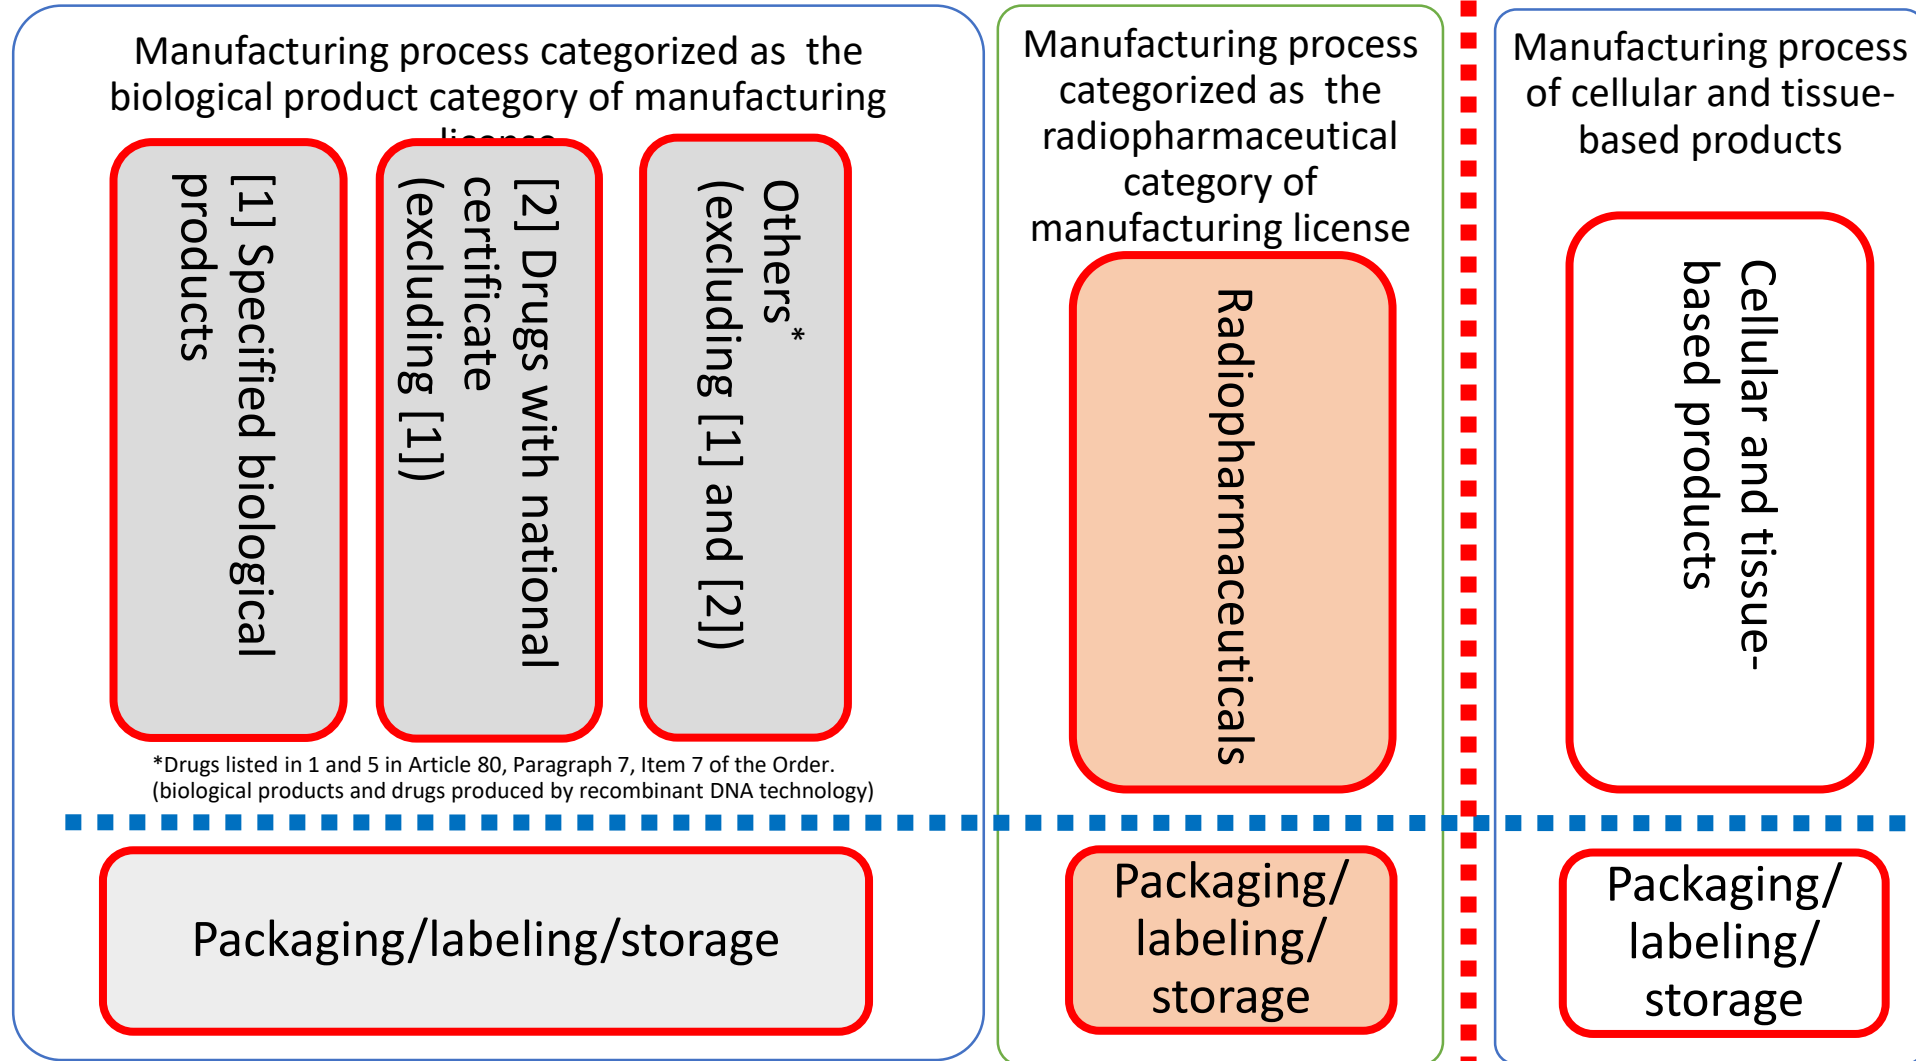 Manufacturing process categorized as the
biological product category of manufacturing
license
[1] Specified biological
products
[2] Drugs with national
certificate
(excluding [1])
Others*
(excluding [1] and [2])
*Drugs listed in 1 and 5 in Article 80, Paragraph 7, Item 7 of the Order.
(biological products and drugs produced by recombinant DNA technology)
Packaging/labeling/storage
Manufacturing process
categorized as the
radiopharmaceutical
category of
manufacturing license
Radiopharmaceuticals
Packaging/
labeling/
storage
Manufacturing process
of cellular and tissue-
based products
Cellular and tissue-
based products
Packaging/
labeling/
storage